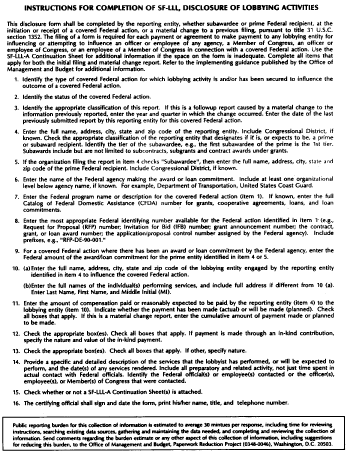 INSTRUCTIONS FOR COMPLETION OF SF-LLL, DISCLOSURE OF LOBBYING ACTIVITIES
This disclosure form shall be completed by the reporting entity, whether subawardee or prime Federal recipient, at the
initiation or receipt of a covered Federal action, or a material change to a previous filing, pursuant to title 31 U.S.C.
section 1352. The filing of a form is required for each payment or agreement to make payment to any lobbying entity for
influencing or attempting to influence an officer or employee of any agency, a Member of Congress, an officer or
employee of Congress, or an employee of a Member of Congress in connection with a covered Federal action. Use the
SF-LLL-A Continuation Sheet for additional information if the space on the form is inadequate. Complete all items that
apply for both the initial filing and material change report. Refer to the implementing guidance published by the Office of
Management and Budget for additional information.
1. Identify the type of covered Federal action for which lobbying activity is and/or has been secured to influence the
outcome of a covered Federal action.
2. Identify the status of the covered Federal action.
3. Identify the appropriate classification of this report. If this is a followup report caused by a material change to the
information previously reported, enter the year and quarter in which the change occurred. Enter the date of the last
previously submitted report by this reporting entity for this covered Federal action.
4. Enter the full name, address, city, state and zip code of the reporting entity. Include Congressional District, if
known. Check the appropriate classification of the reporting entity that designates if it is, or expects to be, a prime
or subaward recipient. Identify the tier of the subawardee, e.g., the first subawardee of the prime is the 1st tier.
Subawards include but are not limited to subcontracts, subgrants and contract awards under grants.
5. If the organization filing the report in item 4 checks "Subawardee", then enter the full name, address, city, state and
zip code of the prime Federal recipient. Include Congressional District, if known.
6. Enter the name of the Federal agency making the award or loan commitment. Include at least one organizational
level below agency name, if known. For example, Department of Transportation, United States Coast Guard.
7. Enter the Federal program name or description for the covered Federal action (item 1). If known, enter the full
Catalog of Federal Domestic Assistance (CFDA) number for grants, cooperative agreements, loans, and loan
commitments.
8. Enter the most appropriate Federal identifying number available for the Federal action identified in item 1 (e.g.,
Request for Proposal (RFP) number; Invitation for Bid (IFB) number; grant announcement number; the contract,
grant, or loan award number; the application/proposal control number assigned by the Federal agency). Include
prefixes, e.g., "RFP-DE-90-001."
9. For a covered Federal action where there has been an award or loan commitment by the Federal agency, enter the
Federal amount of the award/loan commitment for the prime entity identified in item 4 or 5.
10. (a)Enter the full name, address, city, state and zip code of the lobbying entity engaged by the reporting entity
identified in item 4 to influence the covered Federal action.
(b)Enter the full names of the individual(s) performing services, and include full address if different from 10 (a).
Enter Last Name, First Name, and Middle Initial (MI).
11. Enter the amount of compensation paid or reasonably expected to be paid by the reporting entity (item 4) to the
lobbying entity (item 10). Indicate whether the payment has been made (actual) or will be made (planned). Check
all boxes that apply. If this is a material change report, enter the cumulative amount of payment made or planned
to be made.
12. Check the appropriate box(es). Check all boxes that apply. If payment is made through an in-kind contribution,
specify the nature and value of the in-kind payment.
13. Check the appropriate box(es). Check all boxes that apply. If other, specify nature.
14. Provide a specific and detailed description of the services that the lobbyist has performed, or will be expected to
perform, and the date(s) of any services rendered. Include all preparatory and related activity, not just time spent in
actual contact with Federal officials. Identify the Federal official(s) or employee(s) contacted or the officer(s),
employee(s), or Member(s) of Congress that were contacted.
15. Check whether or not a SF-LLL-A Continuation Sheet(s) is attached.
16. The certifying official shall sign and date the form, print his/her name, title, and telephone number.
Public reporting burden for this collection of information is estimated to average 30 mintues per response, including time for reviewing
instructions, searching existing data sources, gathering and maintaining the data needed, and completing and reviewing the collection of
information. Send comments regarding the burden estimate or any other aspect of this collection of information, including suggestions
for reducing this burden, to the Office of Management and Budget, Paperwork Reduction Project (0348-0046), Washington, D.C. 20503.